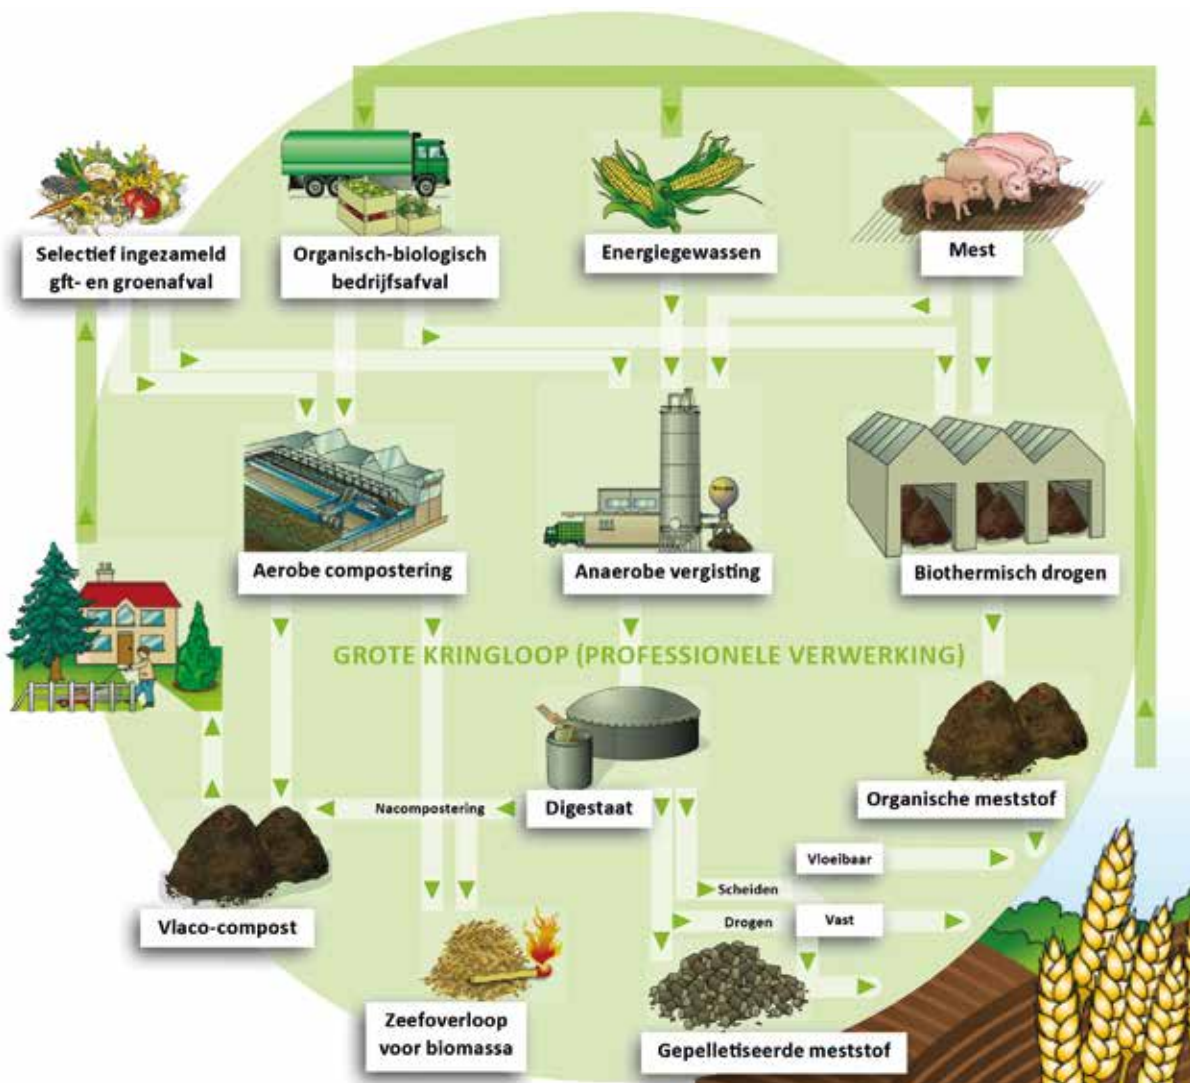 Selectief ingezameld
gft- en groenafval
Organisch-biologisch
bedrijfsafval
Energiegewassen
Mest
Aerobe compostering
Anaerobe vergisting
Biothermisch drogen
GROTE KRINGLOOP (PROFESSIONELE VERWERKING)
Nacompostering
Digestaat
Organische meststof
Vloeibaar
Scheiden
Drogen
Vast
Vlaco-compost
Zeefoverloop
voor biomassa
Gepelletiseerde meststof